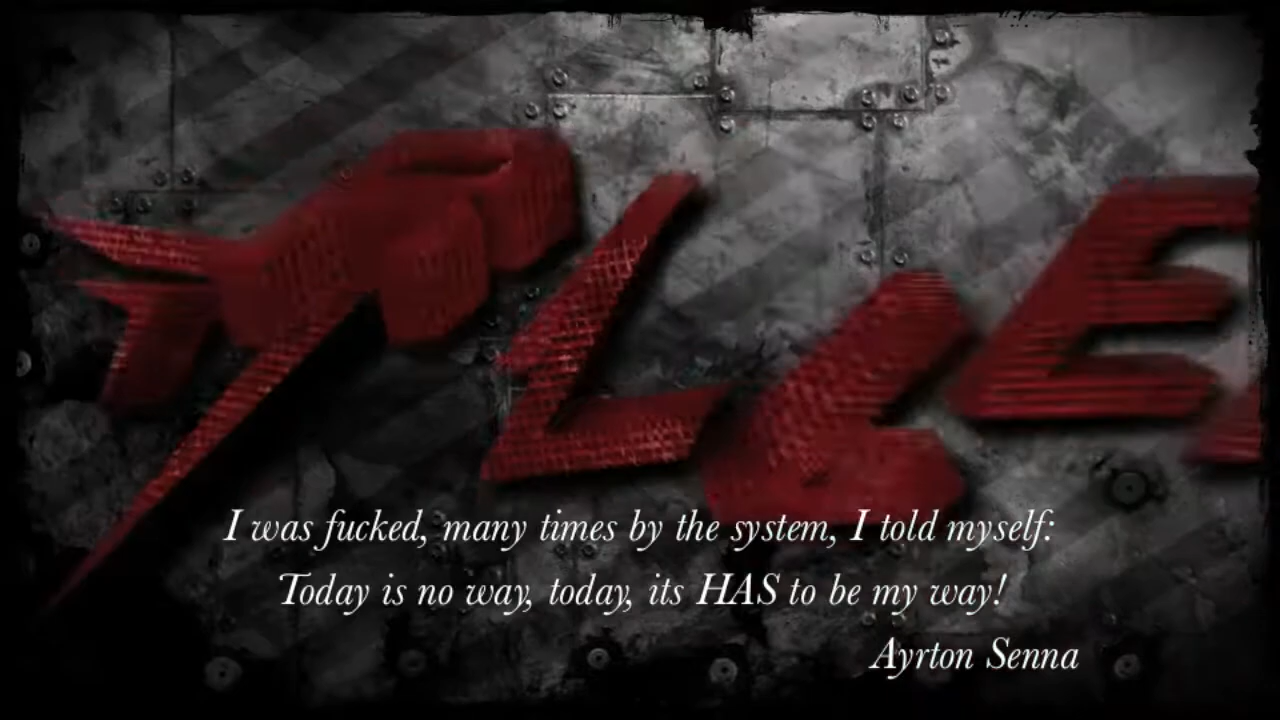 I was fucked, many times by the system, I told myself:
Today is no way, today, its HAS to be my way!
Ayrton Senna